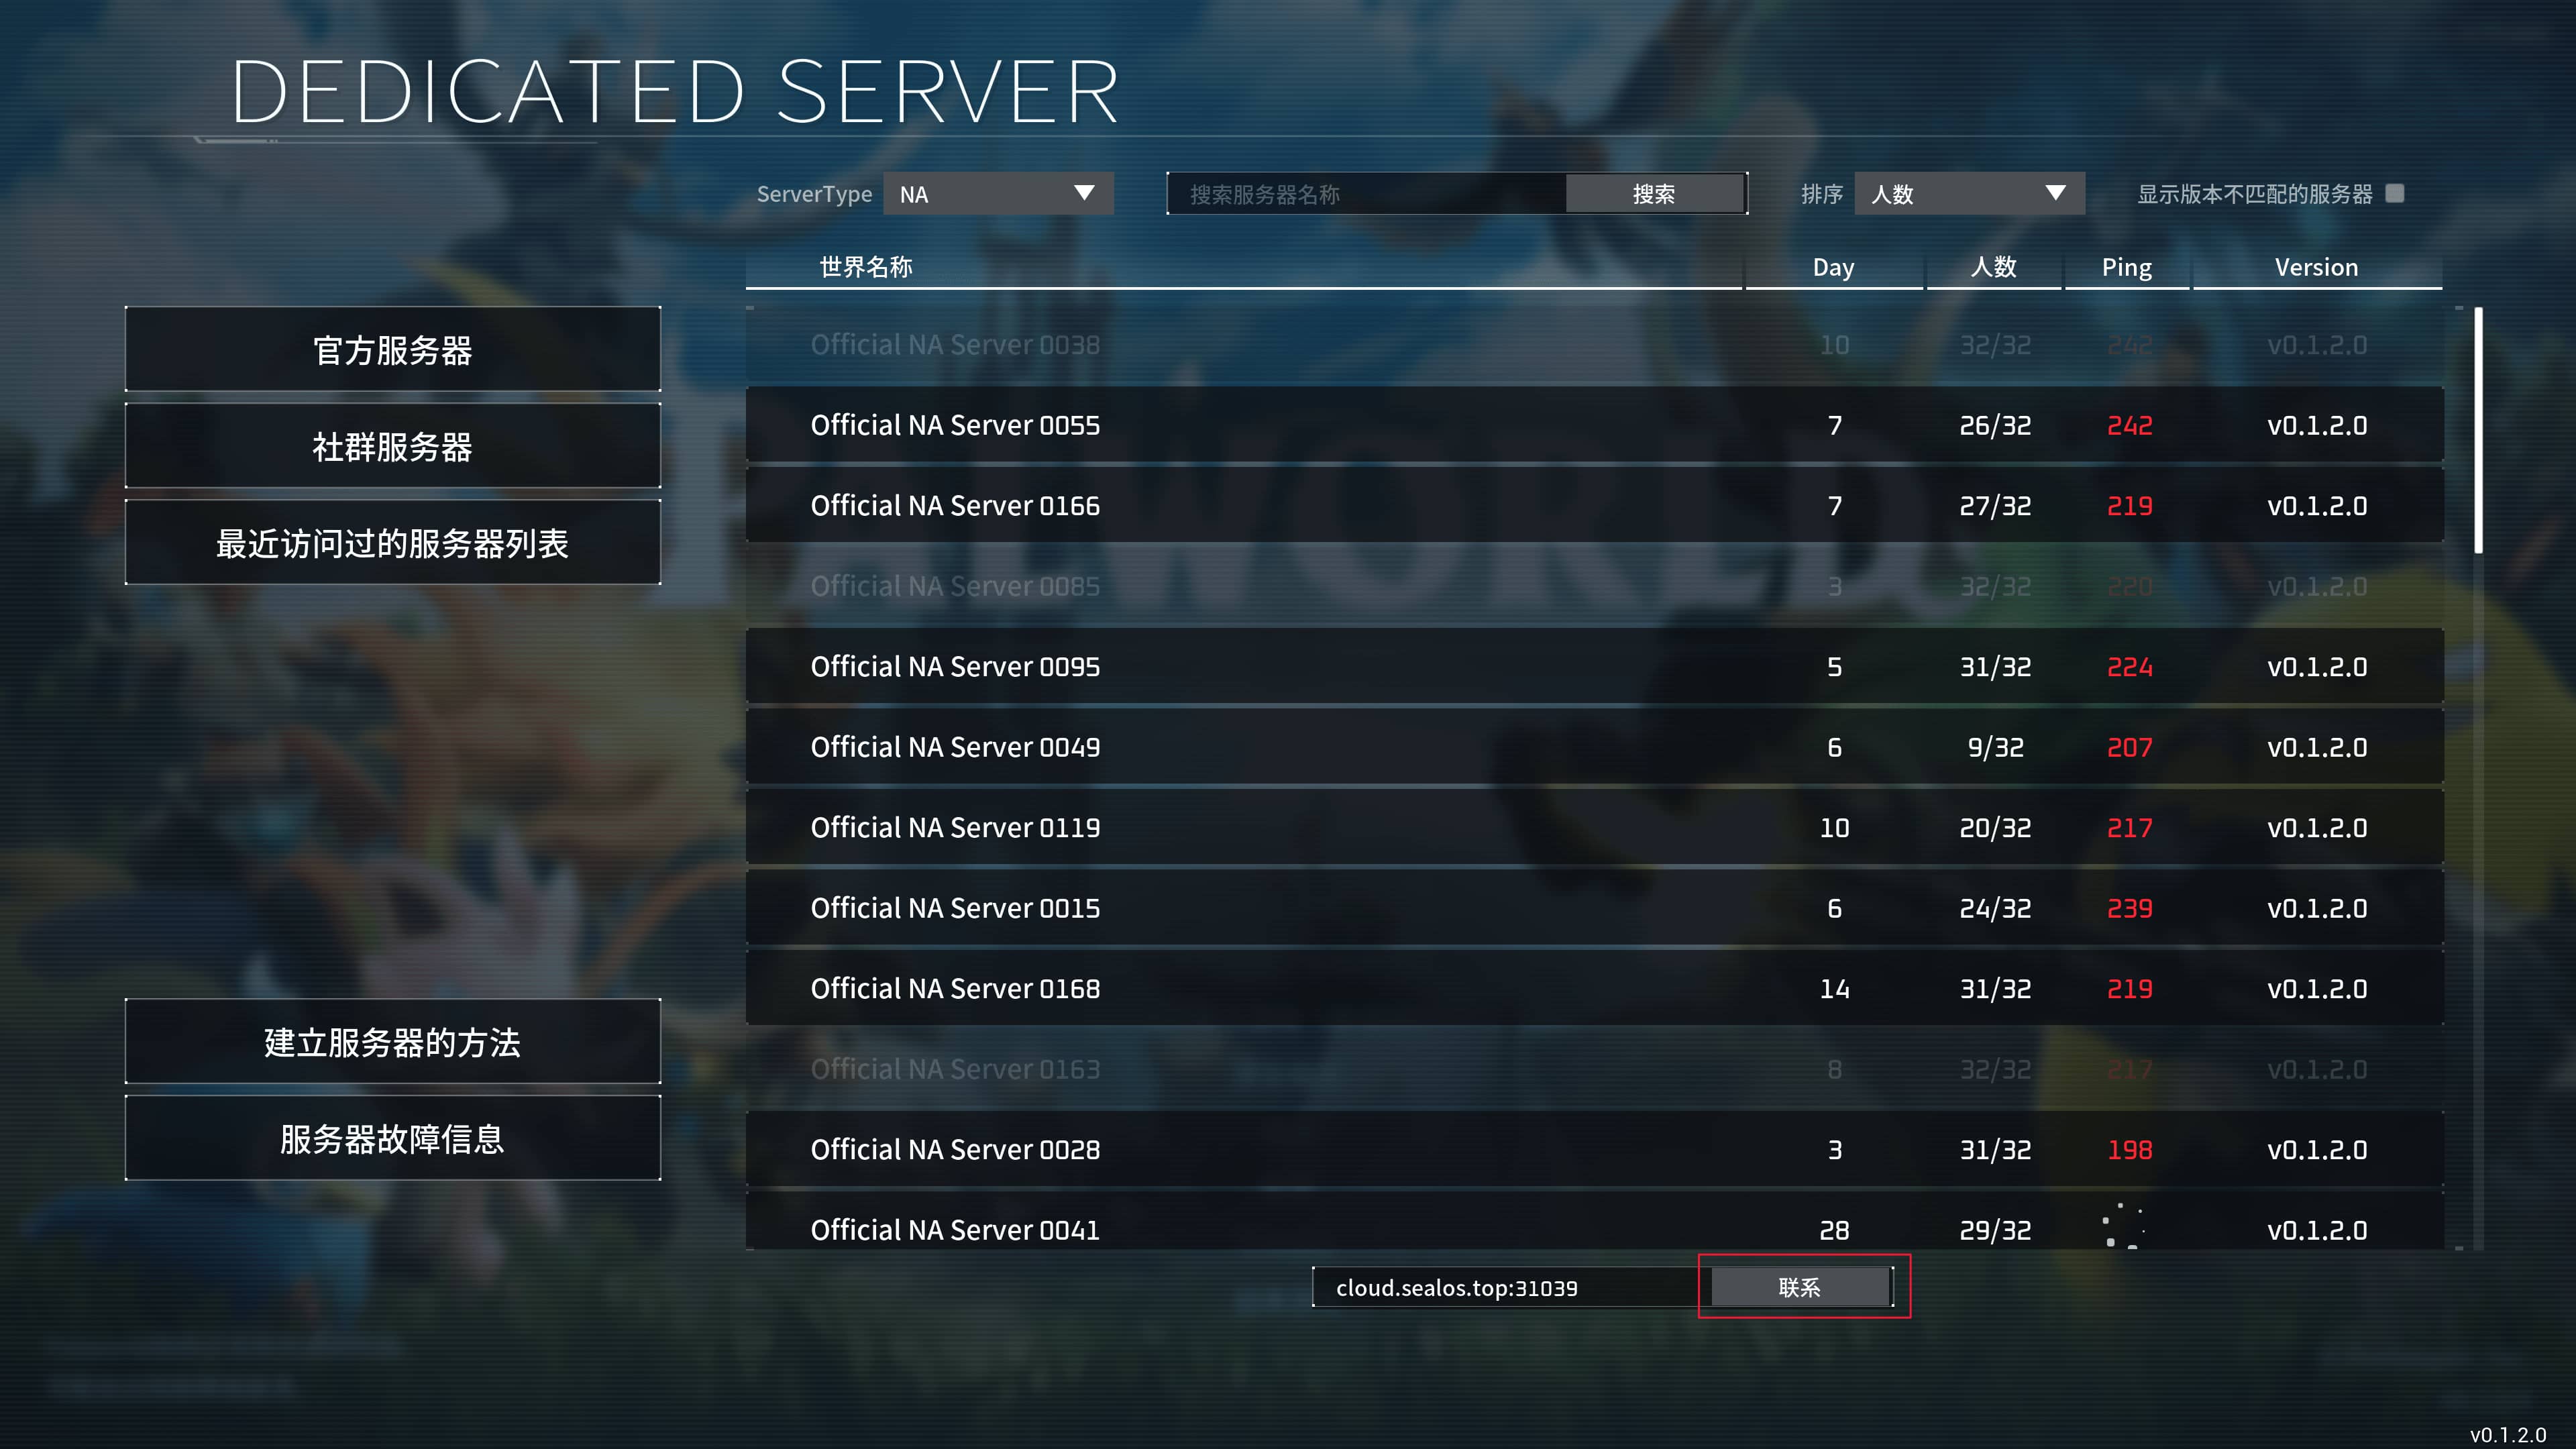 DEDICATED SERVER
ServerType NA 搜索服务器名称 搜索 排序 人数 显示版本不匹配的服务器
世界名称 Day 人数 Ping Version
官方服务器
社群服务器
最近访问过的服务器列表
建立服务器的方法
服务器故障信息
Official NA Server 0038 10 32/32 242 v0.1.2.0
Official NA Server 0055 7 26/32 242 v0.1.2.0
Official NA Server 0166 7 27/32 219 v0.1.2.0
Official NA Server 0085 3 32/32 220 v0.1.2.0
Official NA Server 0095 5 31/32 224 v0.1.2.0
Official NA Server 0049 6 9/32 207 v0.1.2.0
Official NA Server 0119 10 20/32 217 v0.1.2.0
Official NA Server 0015 6 24/32 239 v0.1.2.0
Official NA Server 0168 14 31/32 219 v0.1.2.0
Official NA Server 0163 8 32/32 217 v0.1.2.0
Official NA Server 0028 3 31/32 198 v0.1.2.0
Official NA Server 0041 28 29/32 v0.1.2.0
cloud.sealos.top:31039 联系
PALWORLD
v0.1.2.0